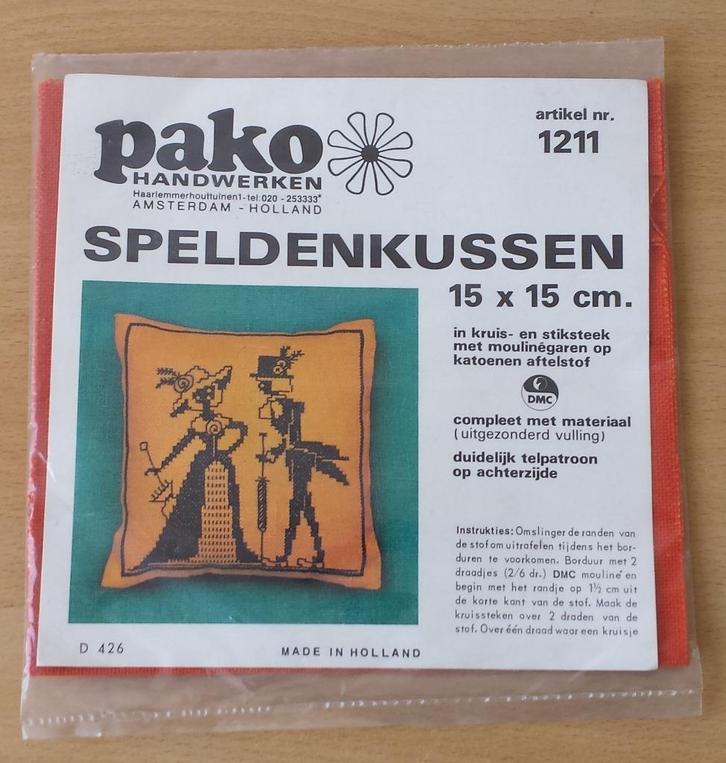 pako
HANDWERKEN
Haarlemmerhouttuinen1-tel:020 - 253333*
AMSTERDAM - HOLLAND
artikel nr.
1211
SPELDENKUSSEN
15 x 15 cm.
in kruis- en stiksteek
met moulinégaren op
katoenen aftelstof
DMC
compleet met materiaal
(uitgezonderd vulling)
duidelijk telpatroon
op achterzijde
Instrukties: Omslinger de randen van
de stof om uitrafelen tijdens het bor-
duren te voorkomen. Borduur met 2
draadjes (2/6 dr.) DMC mouliné en
begin met het randje op 1½ cm uit
de korte kant van de stof. Maak de
kruissteken over 2 draden van de
stof. Over één draad waar een kruisje
D 426
MADE IN HOLLAND